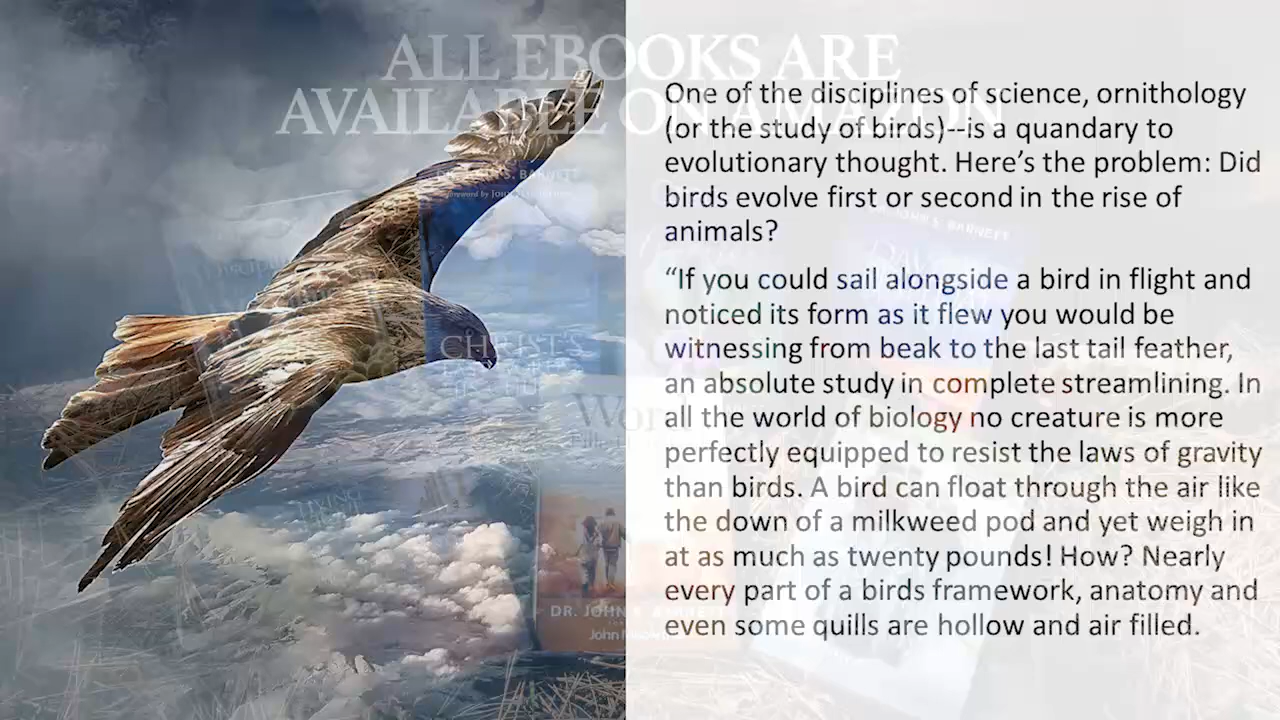 ALL EBOOKS ARE
AVAILABLE ON AMAZON
One of the disciplines of science, ornithology
(or the study of birds)--is a quandary to
evolutionary thought. Here’s the problem: Did
birds evolve first or second in the rise of
animals?
“If you could sail alongside a bird in flight and
noticed its form as it flew you would be
witnessing from beak to the last tail feather,
an absolute study in complete streamlining. In
all the world of biology no creature is more
perfectly equipped to resist the laws of gravity
than birds. A bird can float through the air like
the down of a milkweed pod and yet weigh in
at as much as twenty pounds! How? Nearly
every part of a birds framework, anatomy and
even some quills are hollow and air filled.
BARNETT
CHRIST'S
DR. JOHN S. BARNETT
John